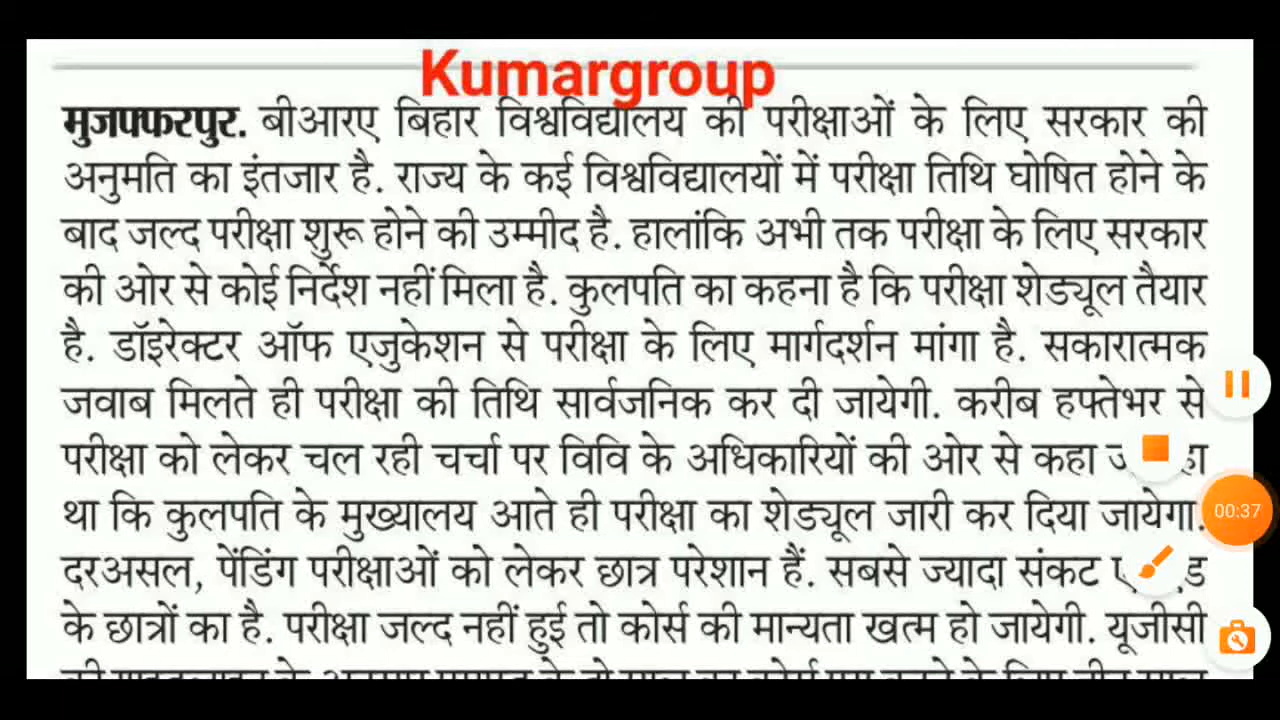 Kumargroup
मुजफ्फरपुर. बीआरए बिहार विश्वविद्यालय की परीक्षाओं के लिए सरकार की
अनुमति का इंतजार है. राज्य के कई विश्वविद्यालयों में परीक्षा तिथि घोषित होने के
बाद जल्द परीक्षा शुरू होने की उम्मीद है. हालांकि अभी तक परीक्षा के लिए सरकार
की ओर से कोई निर्देश नहीं मिला है. कुलपति का कहना है कि परीक्षा शेड्यूल तैयार
है. डॉइरेक्टर ऑफ एजुकेशन से परीक्षा के लिए मार्गदर्शन मांगा है. सकारात्मक
जवाब मिलते ही परीक्षा की तिथि सार्वजनिक कर दी जायेगी. करीब हफ्तेभर से
परीक्षा को लेकर चल रही चर्चा पर विवि के अधिकारियों की ओर से कहा
था कि कुलपति के मुख्यालय आते ही परीक्षा का शेड्यूल जारी कर दिया जायेगा.
00:37
दरअसल, पेंडिंग परीक्षाओं को लेकर छात्र परेशान हैं. सबसे ज्यादा संकट
के छात्रों का है. परीक्षा जल्द नहीं हुई तो कोर्स की मान्यता खत्म हो जायेगी. यूजीसी